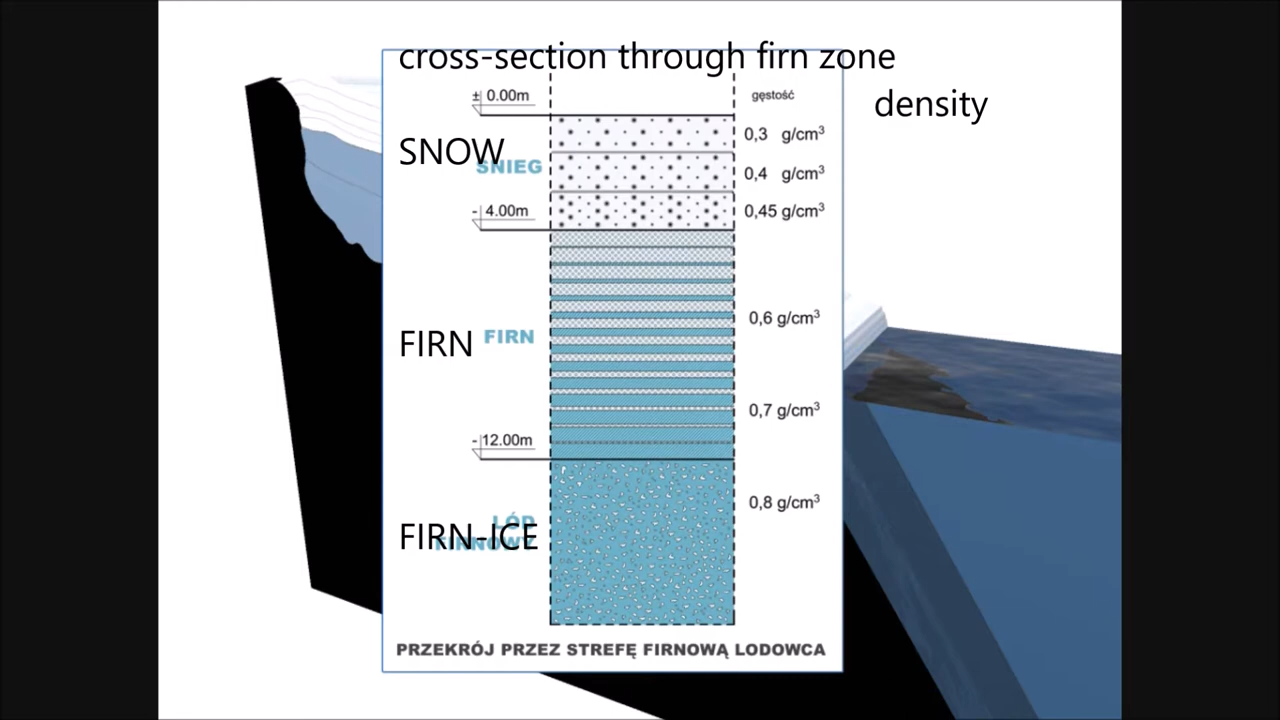 cross-section through firn zone
± 0.00m
gęstość
density
0,3 g/cm³
SNOW
ŚNIEG
0,4 g/cm³
- 4.00m
0,45 g/cm³
0,6 g/cm³
FIRN
FIRN
0,7 g/cm³
- 12.00m
0,8 g/cm³
LÓD
FIRN-ICE
FIRNOWY
PRZEKRÓJ PRZEZ STREFĘ FIRNOWĄ LODOWCA